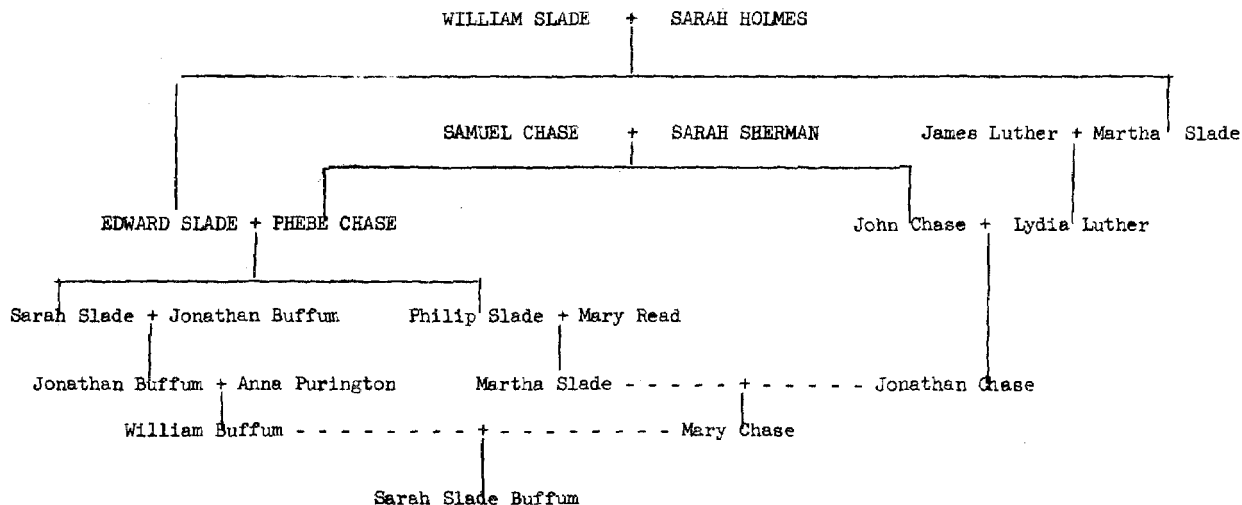 WILLIAM SLADE + SARAH HOLMES
SAMUEL CHASE + SARAH SHERMAN James Luther + Martha Slade
EDWARD SLADE + PHEBE CHASE John Chase + Lydia Luther
Sarah Slade + Jonathan Buffum Philip Slade + Mary Read
Jonathan Buffum + Anna Purington Martha Slade - - - - - - + - - - - - - Jonathan Chase
William Buffum - - - - - - - - - + - - - - - - - - - Mary Chase
Sarah Slade Buffum